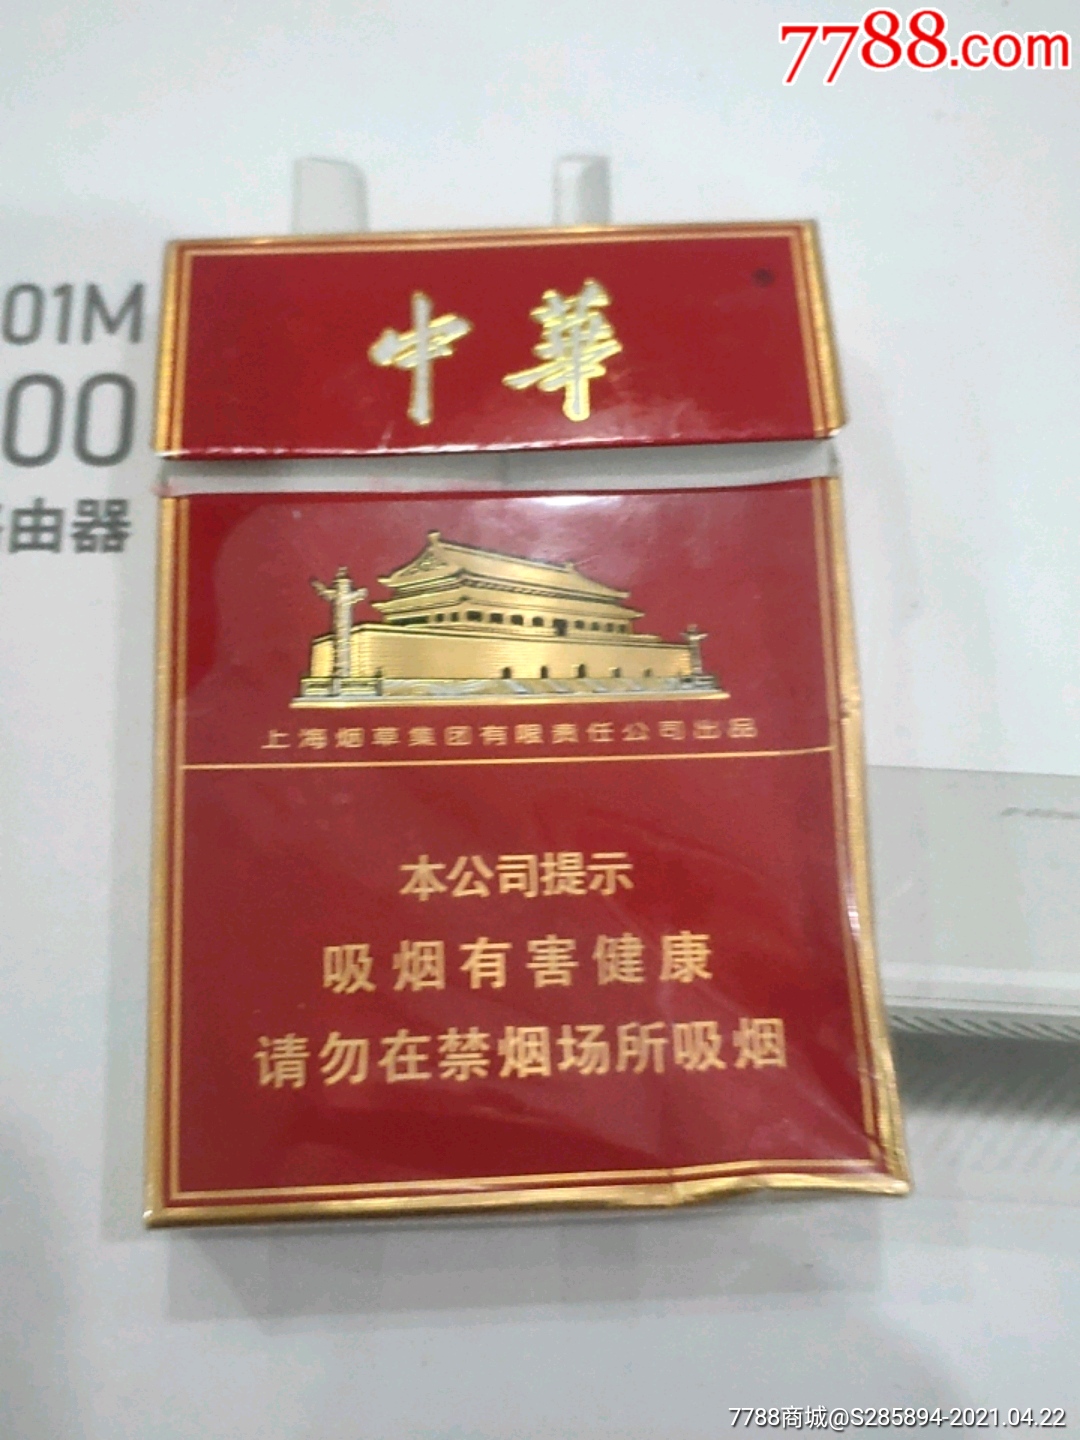 7788.com
中華
01M
00
由器
上海烟草集团有限责任公司出品
本公司提示
吸烟有害健康
请勿在禁烟场所吸烟
7788商城@S285894-2021.04.22